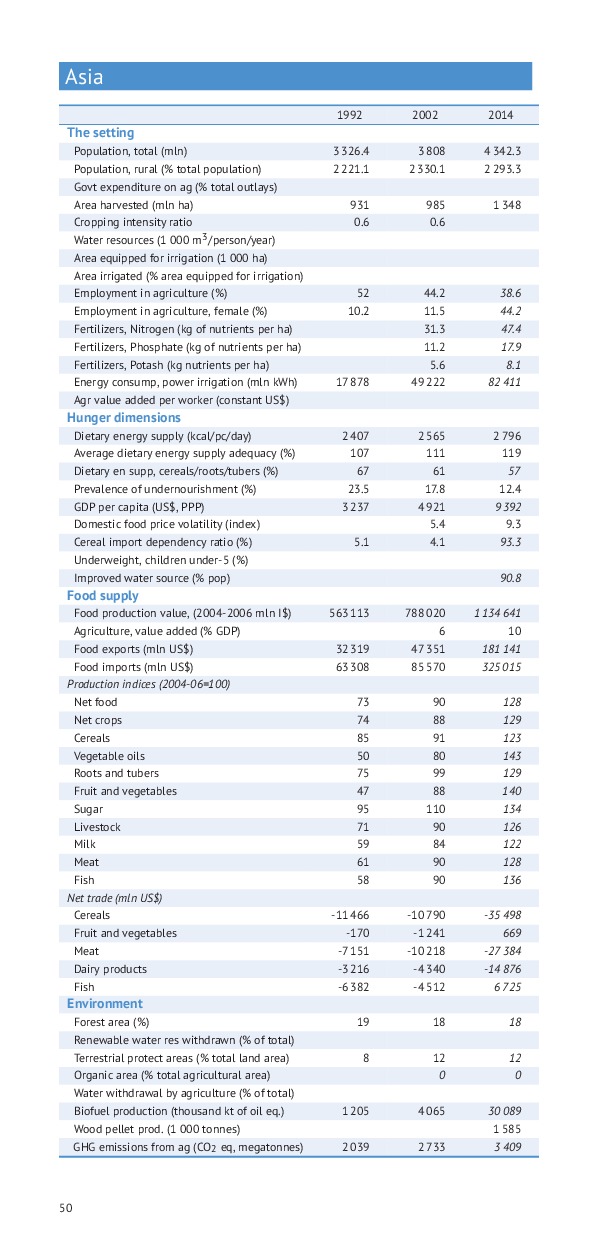 Asia
1992 2002 2014
The setting
Population, total (mln) 3 326.4 3 808 4 342.3
Population, rural (% total population) 2 221.1 2 330.1 2 293.3
Govt expenditure on ag (% total outlays)
Area harvested (mln ha) 931 985 1 348
Cropping intensity ratio 0.6 0.6
Water resources (1 000 m³/person/year)
Area equipped for irrigation (1 000 ha)
Area irrigated (% area equipped for irrigation)
Employment in agriculture (%) 52 44.2 38.6
Employment in agriculture, female (%) 10.2 11.5 44.2
Fertilizers, Nitrogen (kg of nutrients per ha) 31.3 47.4
Fertilizers, Phosphate (kg of nutrients per ha) 11.2 17.9
Fertilizers, Potash (kg nutrients per ha) 5.6 8.1
Energy consump, power irrigation (mln kWh) 17 878 49 222 82 411
Agr value added per worker (constant US$)
Hunger dimensions
Dietary energy supply (kcal/pc/day) 2 407 2 565 2 796
Average dietary energy supply adequacy (%) 107 111 119
Dietary en supp, cereals/roots/tubers (%) 67 61 57
Prevalence of undernourishment (%) 23.5 17.8 12.4
GDP per capita (US$, PPP) 3 237 4 921 9 392
Domestic food price volatility (index) 5.4 9.3
Cereal import dependency ratio (%) 5.1 4.1 93.3
Underweight, children under-5 (%)
Improved water source (% pop) 90.8
Food supply
Food production value, (2004-2006 mln I$) 563 113 788 020 1 134 641
Agriculture, value added (% GDP) 6 10
Food exports (mln US$) 32 319 47 351 181 141
Food imports (mln US$) 63 308 85 570 325 015
Production indices (2004-06=100)
Net food 73 90 128
Net crops 74 88 129
Cereals 85 91 123
Vegetable oils 50 80 143
Roots and tubers 75 99 129
Fruit and vegetables 47 88 140
Sugar 95 110 134
Livestock 71 90 126
Milk 59 84 122
Meat 61 90 128
Fish 58 90 136
Net trade (mln US$)
Cereals -11 466 -10 790 -35 498
Fruit and vegetables -170 -1 241 669
Meat -7 151 -10 218 -27 384
Dairy products -3 216 -4 340 -14 876
Fish -6 382 -4 512 6 725
Environment
Forest area (%) 19 18 18
Renewable water res withdrawn (% of total)
Terrestrial protect areas (% total land area) 8 12 12
Organic area (% total agricultural area) 0 0
Water withdrawal by agriculture (% of total)
Biofuel production (thousand kt of oil eq.) 1 205 4 065 30 089
Wood pellet prod. (1 000 tonnes) 1 585
GHG emissions from ag (CO₂ eq, megatonnes) 2 039 2 733 3 409
50